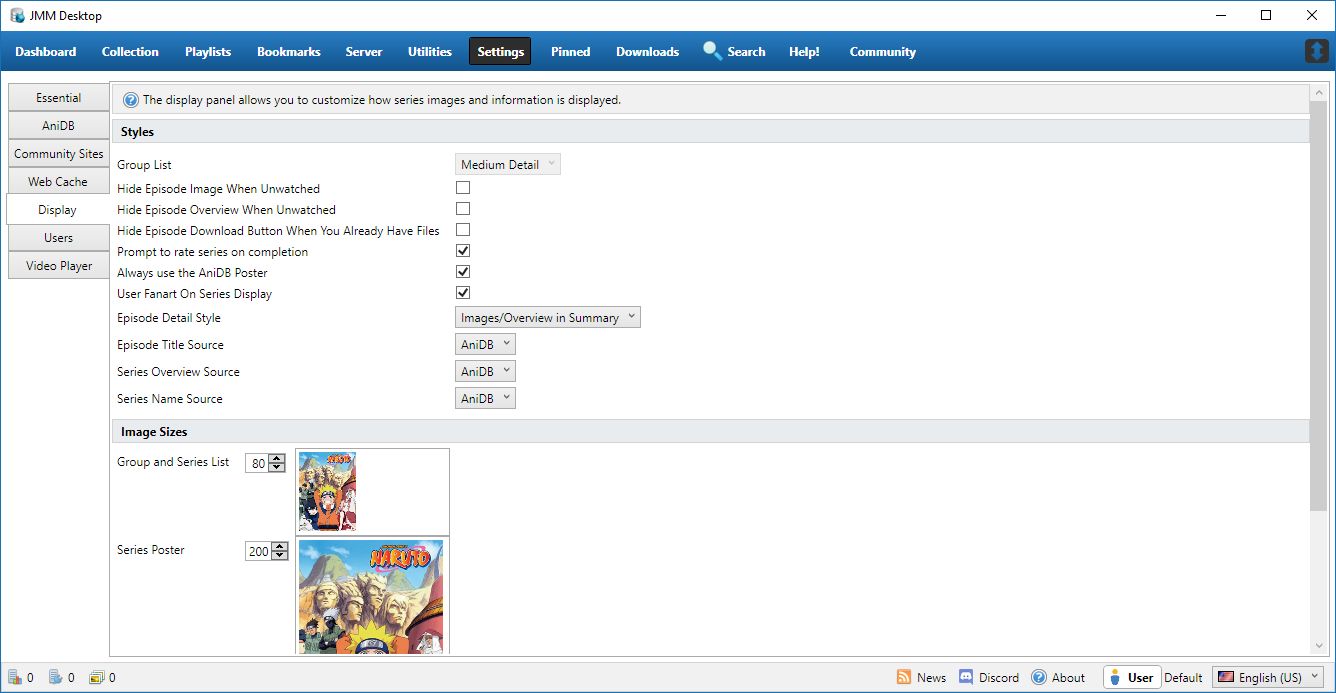 JMM Desktop
Dashboard Collection Playlists Bookmarks Server Utilities Settings Pinned Downloads Search Help! Community
Essential
AniDB
Community Sites
Web Cache
Display
Users
Video Player
The display panel allows you to customize how series images and information is displayed.
Styles
Group List Medium Detail
Hide Episode Image When Unwatched
Hide Episode Overview When Unwatched
Hide Episode Download Button When You Already Have Files
Prompt to rate series on completion
Always use the AniDB Poster
User Fanart On Series Display
Episode Detail Style Images/Overview in Summary
Episode Title Source AniDB
Series Overview Source AniDB
Series Name Source AniDB
Image Sizes
Group and Series List 80
NARUTO
Series Poster 200
NARUTO
0 0 0 News Discord About User Default English (US)